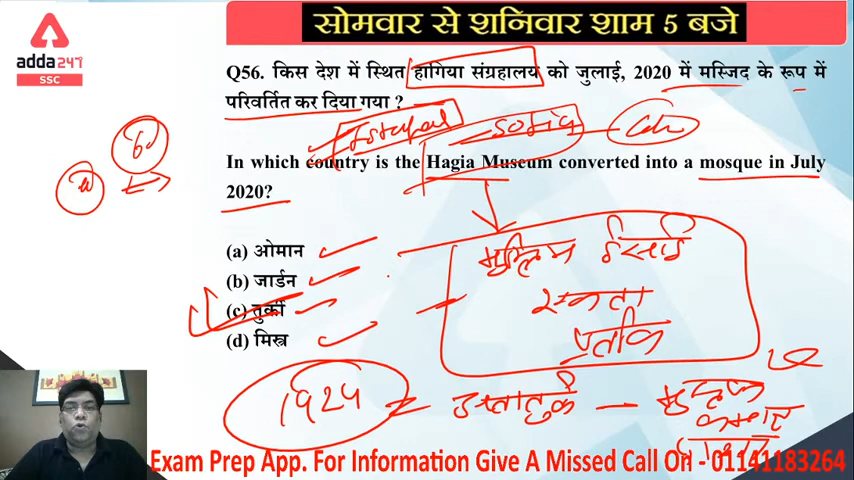 सोमवार से शनिवार शाम 5 बजे
adda247
SSC
Q56. किस देश में स्थित हागिया संग्रहालय को जुलाई, 2020 में मस्जिद के रूप में
परिवर्तित कर दिया गया ?
Sofia
In which country is the Hagia Museum converted into a mosque in July
2020?
(a) ओमान
(b) जार्डन
(c) तुर्की
(d) मिस्त्र
मुस्लिम ईसाई
एकता
प्रतीक
1924
Exam Prep App. For Information Give A Missed Call On - 01141183264